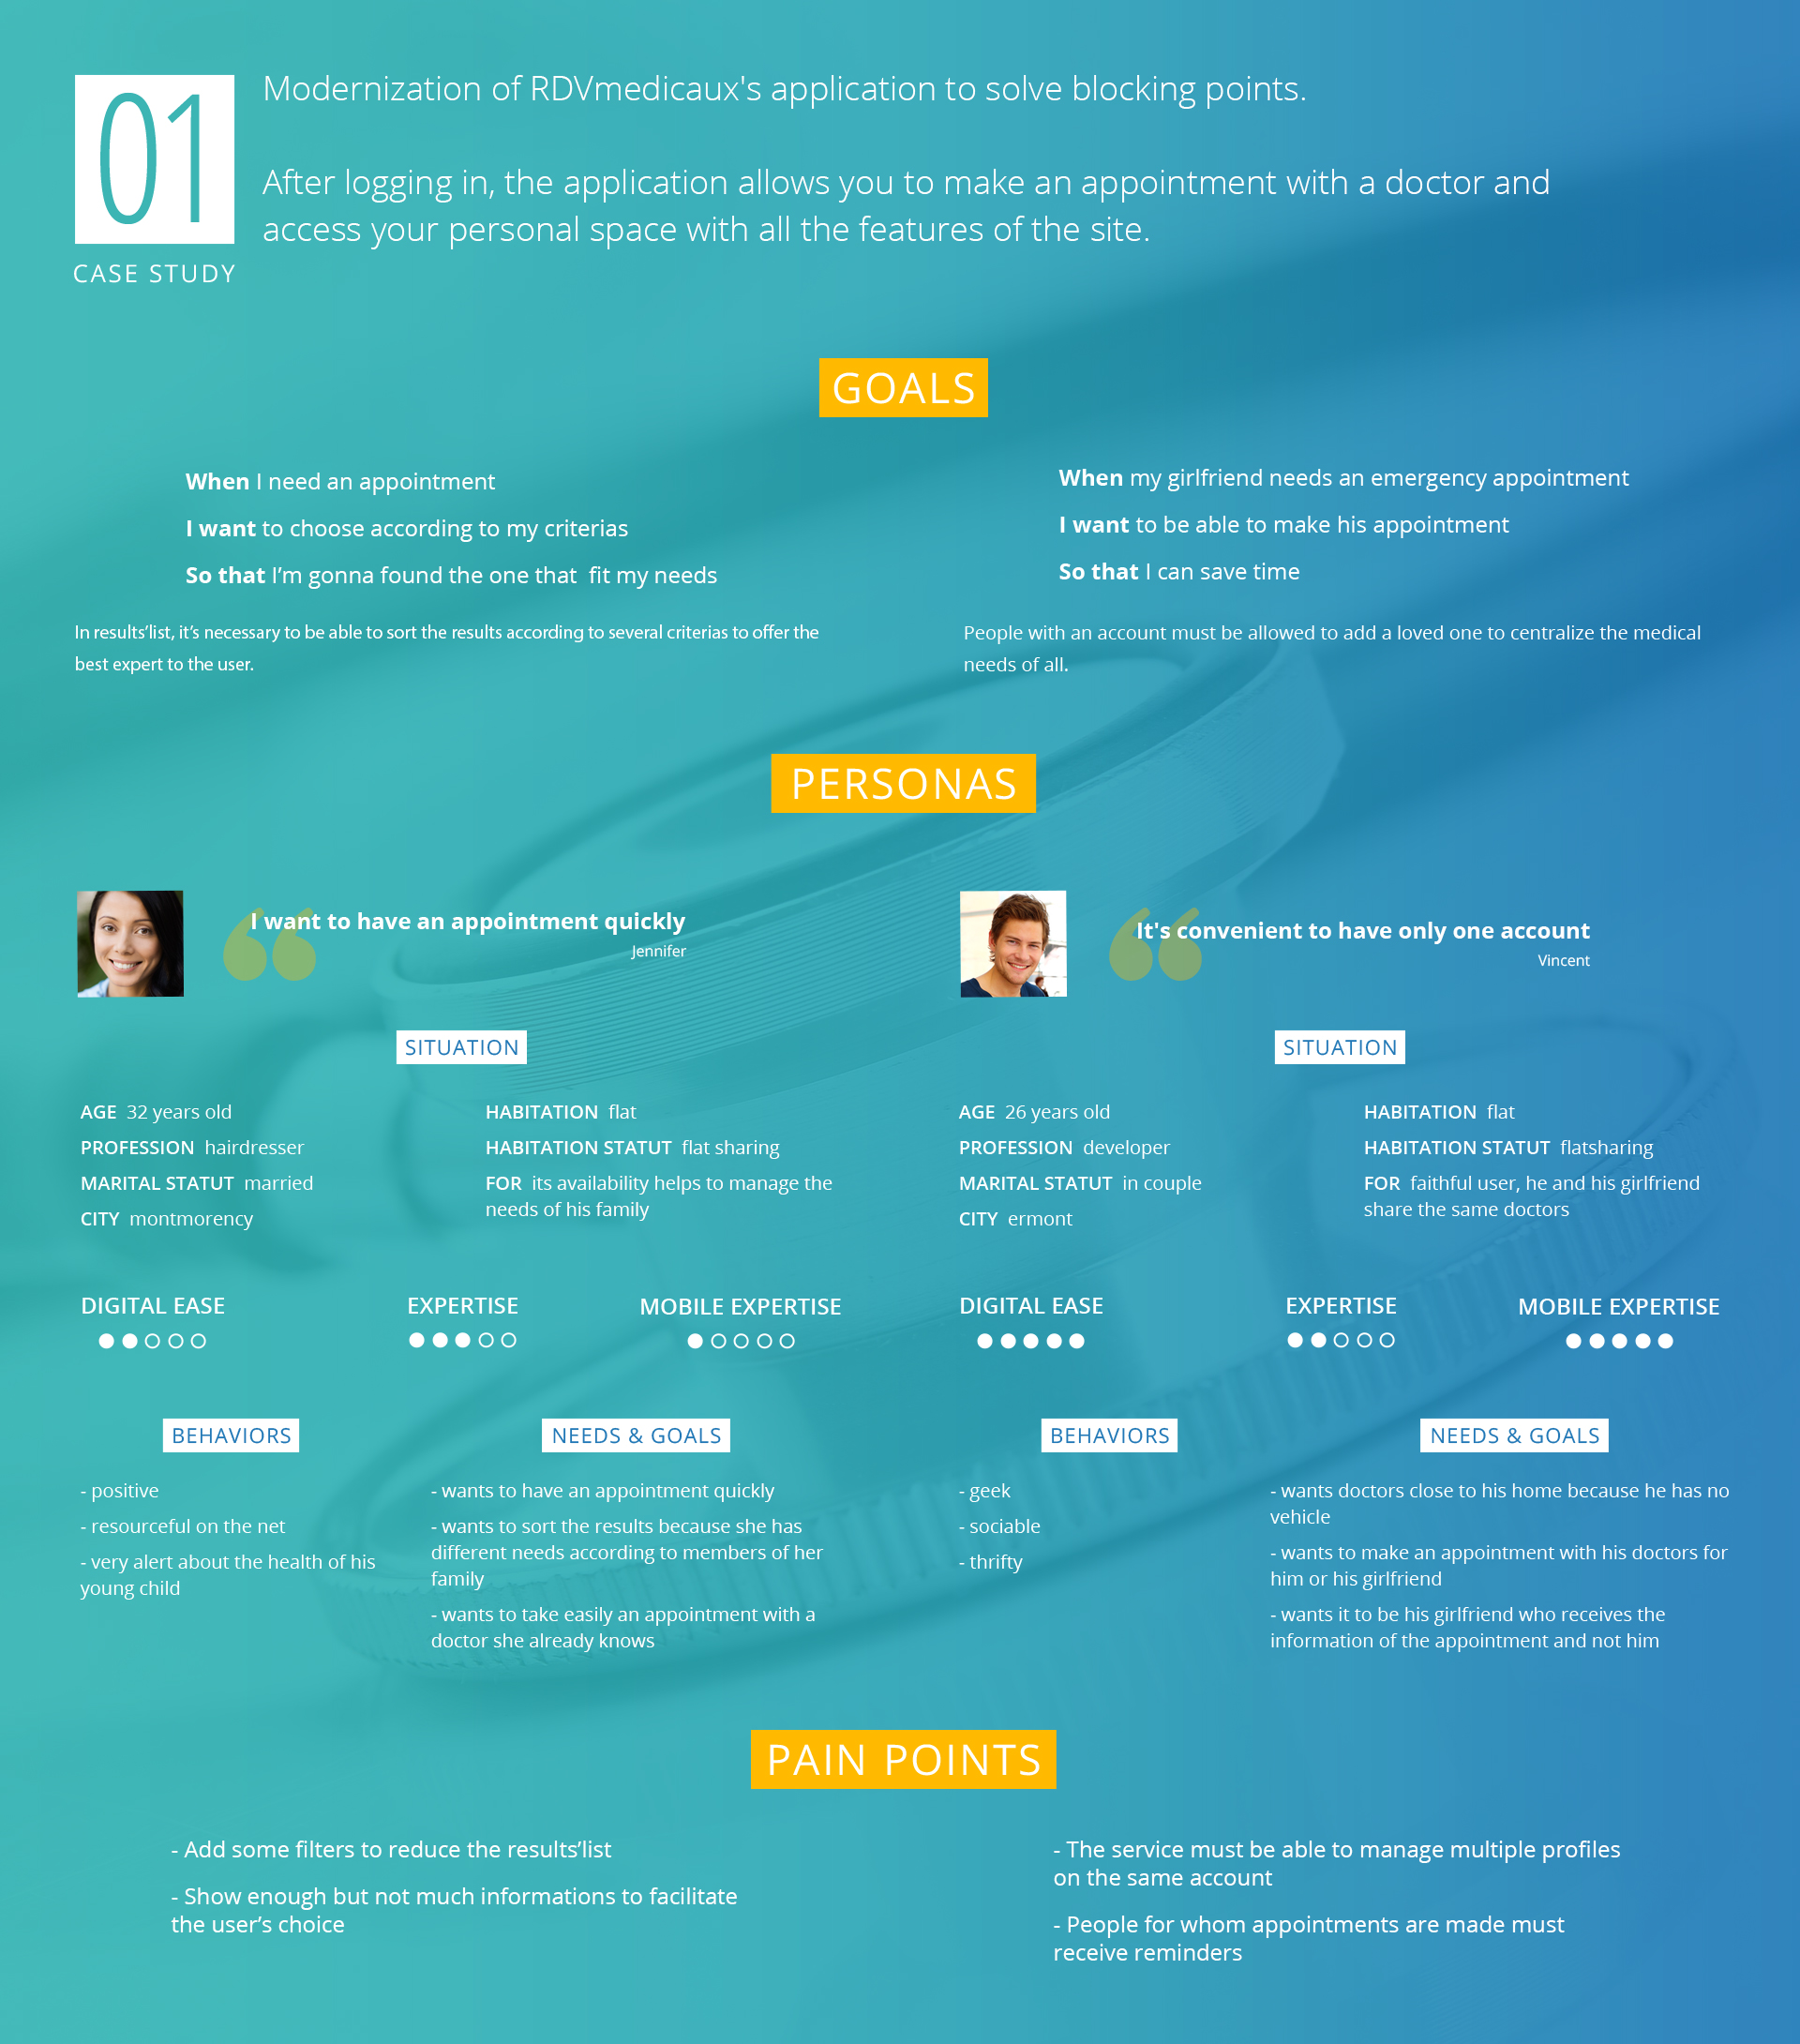 01
CASE STUDY
Modernization of RDVmedicaux's application to solve blocking points.
After logging in, the application allows you to make an appointment with a doctor and
access your personal space with all the features of the site.
GOALS
When I need an appointment
I want to choose according to my criterias
So that I'm gonna found the one that  fit my needs
In results'list, it's necessary to be able to sort the results according to several criterias to offer the
best expert to the user.
When my girlfriend needs an emergency appointment
I want to be able to make his appointment
So that I can save time
People with an account must be allowed to add a loved one to centralize the medical
needs of all.
PERSONAS
I want to have an appointment quickly
Jennifer
SITUATION
AGE  32 years old
PROFESSION  hairdresser
MARITAL STATUT  married
CITY  montmorency
HABITATION  flat
HABITATION STATUT  flat sharing
FOR  its availability helps to manage the
needs of his family
DIGITAL EASE
EXPERTISE
MOBILE EXPERTISE
BEHAVIORS
- positive
- resourceful on the net
- very alert about the health of his
young child
NEEDS & GOALS
- wants to have an appointment quickly
- wants to sort the results because she has
different needs according to members of her
family
- wants to take easily an appointment with a
doctor she already knows
It's convenient to have only one account
Vincent
SITUATION
AGE  26 years old
PROFESSION  developer
MARITAL STATUT  in couple
CITY  ermont
HABITATION  flat
HABITATION STATUT  flatsharing
FOR  faithful user, he and his girlfriend
share the same doctors
DIGITAL EASE
EXPERTISE
MOBILE EXPERTISE
BEHAVIORS
- geek
- sociable
- thrifty
NEEDS & GOALS
- wants doctors close to his home because he has no
vehicle
- wants to make an appointment with his doctors for
him or his girlfriend
- wants it to be his girlfriend who receives the
information of the appointment and not him
PAIN POINTS
- Add some filters to reduce the results'list
- Show enough but not much informations to facilitate
the user's choice
- The service must be able to manage multiple profiles
on the same account
- People for whom appointments are made must
receive reminders